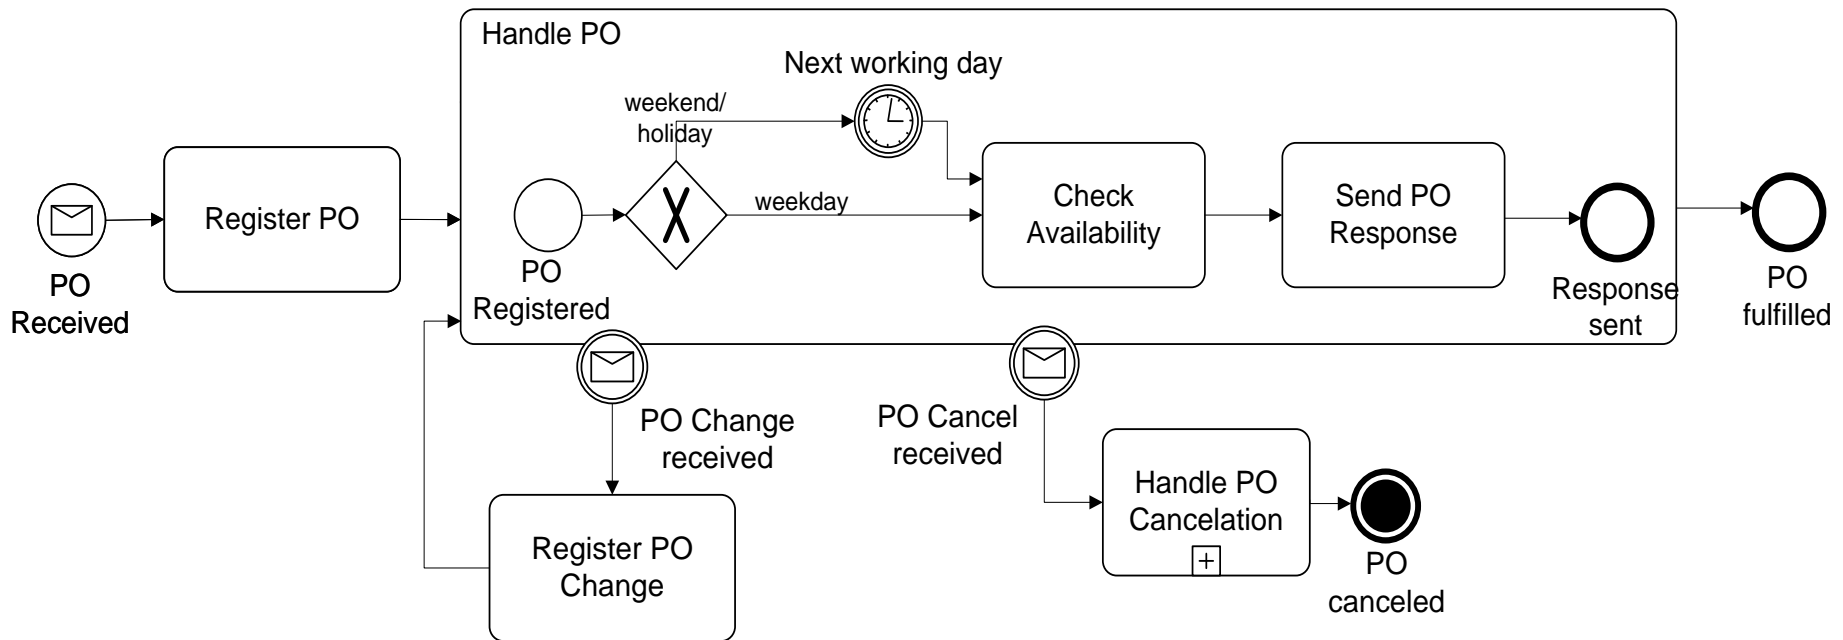 Handle PO
Next working day
weekend/
holiday
Check
Availability
Send PO
Response
Register PO
weekday
PO
Received
PO
Registered
Response
sent
PO
fulfilled
PO Change
received
PO Cancel
received
Handle PO
Cancelation
Register PO
Change
PO
canceled